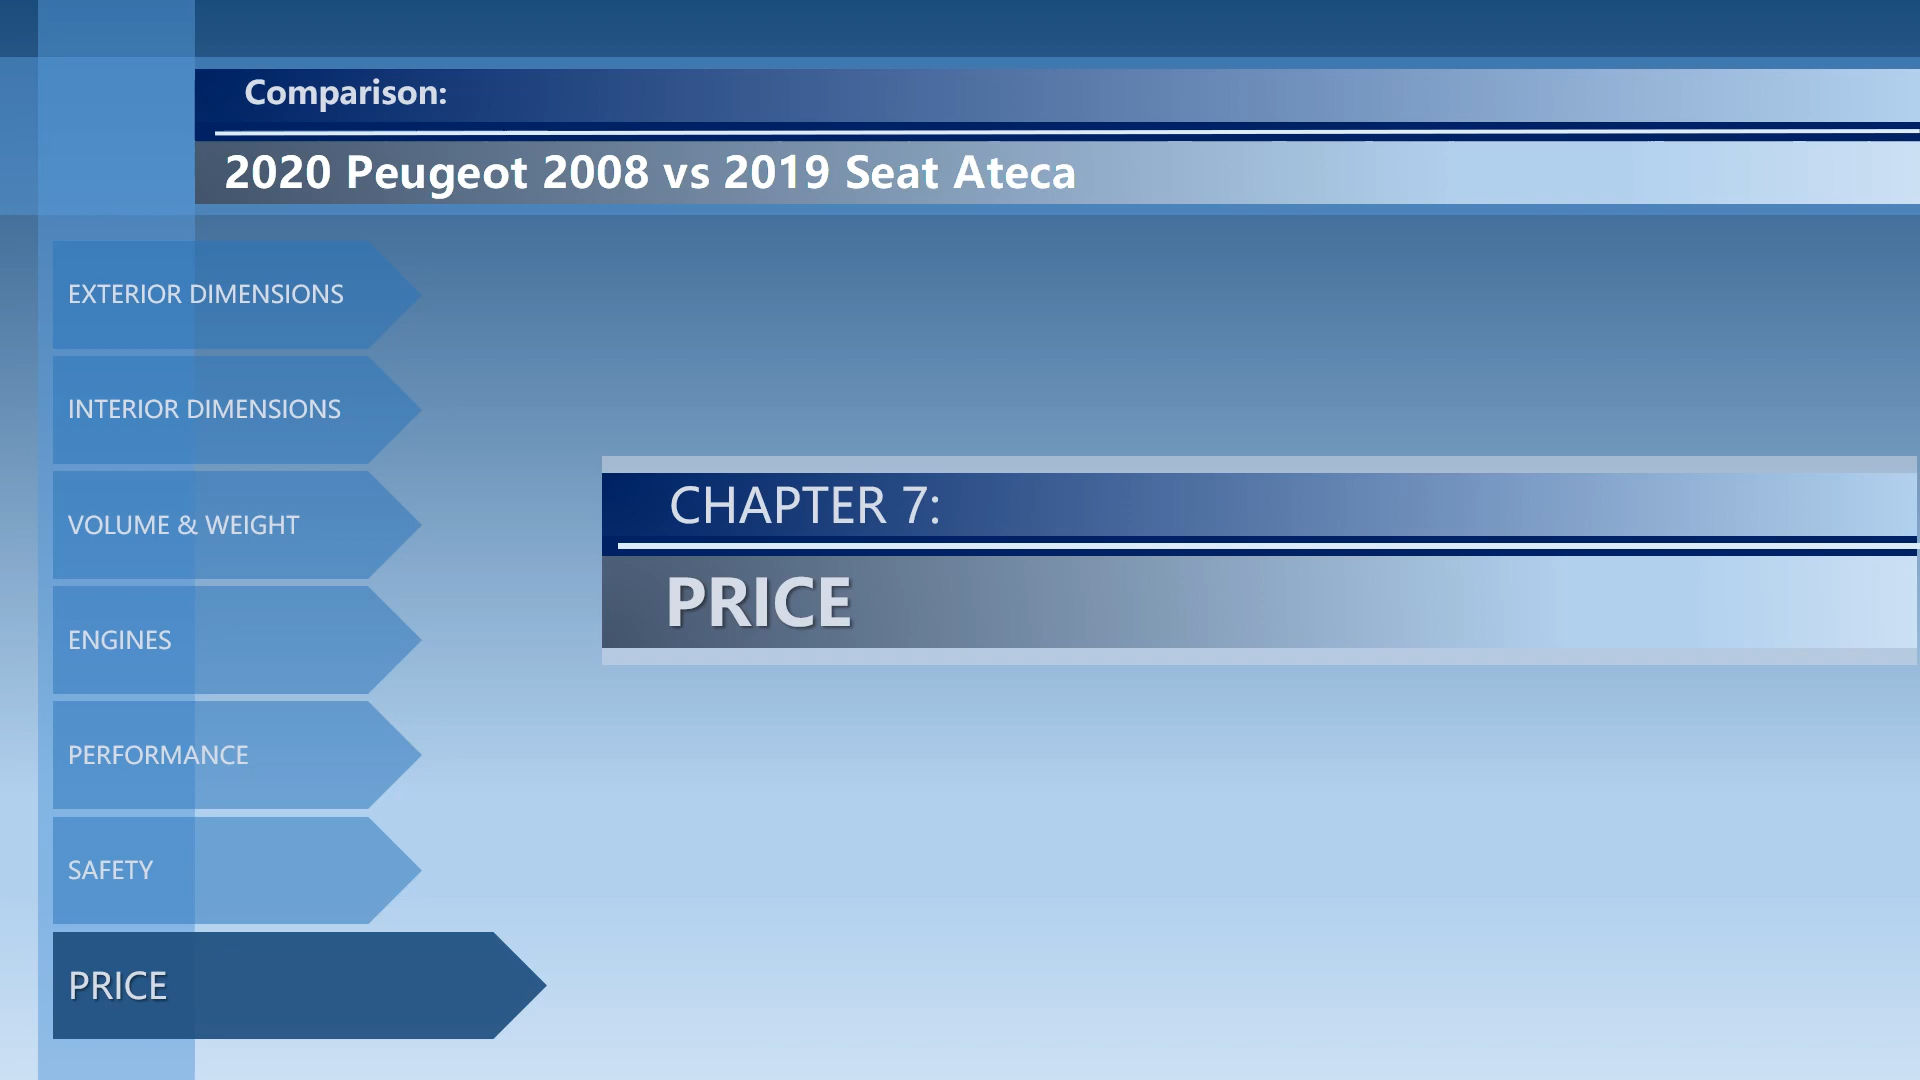 Comparison:
2020 Peugeot 2008 vs 2019 Seat Ateca
EXTERIOR DIMENSIONS
INTERIOR DIMENSIONS
VOLUME & WEIGHT
ENGINES
PERFORMANCE
SAFETY
PRICE
CHAPTER 7:
PRICE